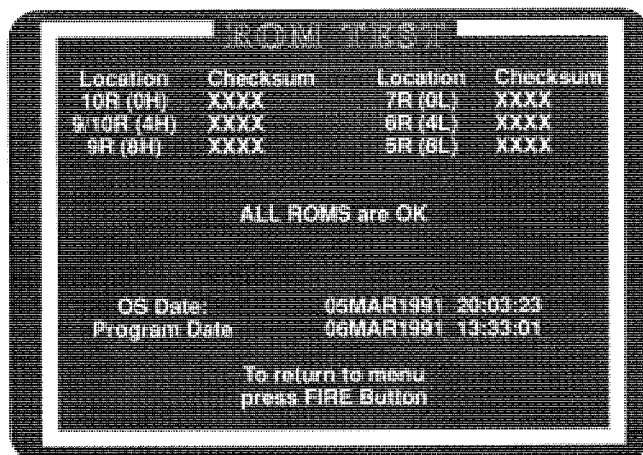 ROM TEST
Location Checksum Location Checksum
10R (0H) XXXX 7R (0L) XXXX
9/10R (4H) XXXX 6R (4L) XXXX
9R (8H) XXXX 5R (8L) XXXX
ALL ROMS are OK
OS Date: 05MAR1991 20:03:23
Program Date 06MAR1991 13:33:01
To return to menu
press FIRE Button